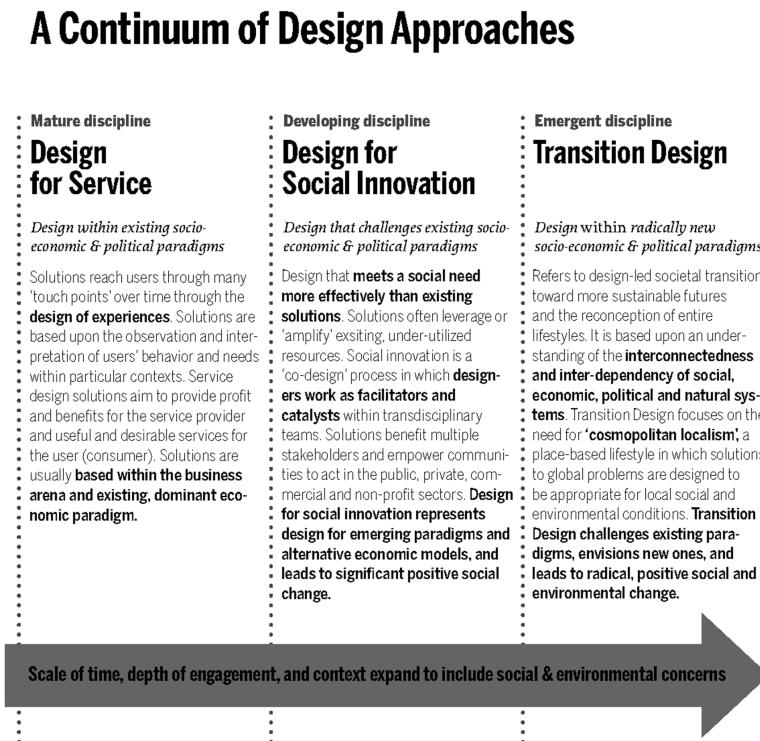 A Continuum of Design Approaches
Mature discipline
Design
for Service
Design within existing socio-
economic & political paradigms
Solutions reach users through many
'touch points' over time through the
design of experiences. Solutions are
based upon the observation and inter-
pretation of users' behavior and needs
within particular contexts. Service
design solutions aim to provide profit
and benefits for the service provider
and useful and desirable services for
the user (consumer). Solutions are
usually based within the business
arena and existing, dominant eco-
nomic paradigm.
Developing discipline
Design for
Social Innovation
Design that challenges existing socio-
economic & political paradigms
Design that meets a social need
more effectively than existing
solutions. Solutions often leverage or
'amplify' exsiting, under-utilized
resources. Social innovation is a
'co-design' process in which design-
ers work as facilitators and
catalysts within transdisciplinary
teams. Solutions benefit multiple
stakeholders and empower communi-
ties to act in the public, private, com-
mercial and non-profit sectors. Design
for social innovation represents
design for emerging paradigms and
alternative economic models, and
leads to significant positive social
change.
Emergent discipline
Transition Design
Design within radically new
socio-economic & political paradigms
Refers to design-led societal transition
toward more sustainable futures
and the reconception of entire
lifestyles. It is based upon an under-
standing of the interconnectedness
and inter-dependency of social,
economic, political and natural sys-
tems. Transition Design focuses on the
need for 'cosmopolitan localism', a
place-based lifestyle in which solutions
to global problems are designed to
be appropriate for local social and
environmental conditions. Transition
Design challenges existing para-
digms, envisions new ones, and
leads to radical, positive social and
environmental change.
Scale of time, depth of engagement, and context expand to include social & environmental concerns